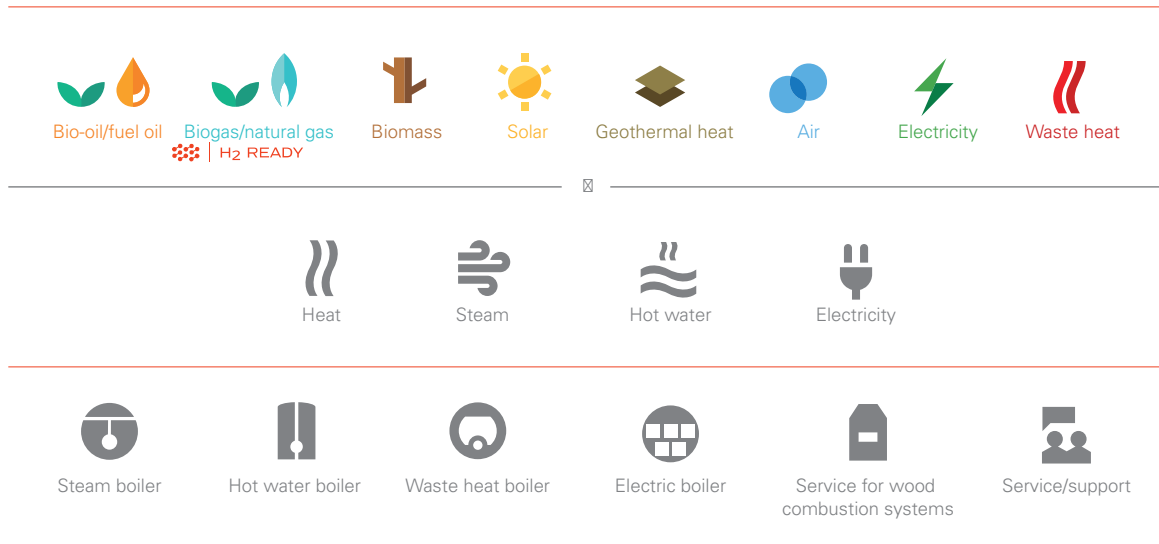 Bio-oil/fuel oil Biogas/natural gas Biomass Solar Geothermal heat Air Electricity Waste heat
H2 READY
Heat Steam Hot water Electricity
Steam boiler Hot water boiler Waste heat boiler Electric boiler Service for wood Service/support
combustion systems